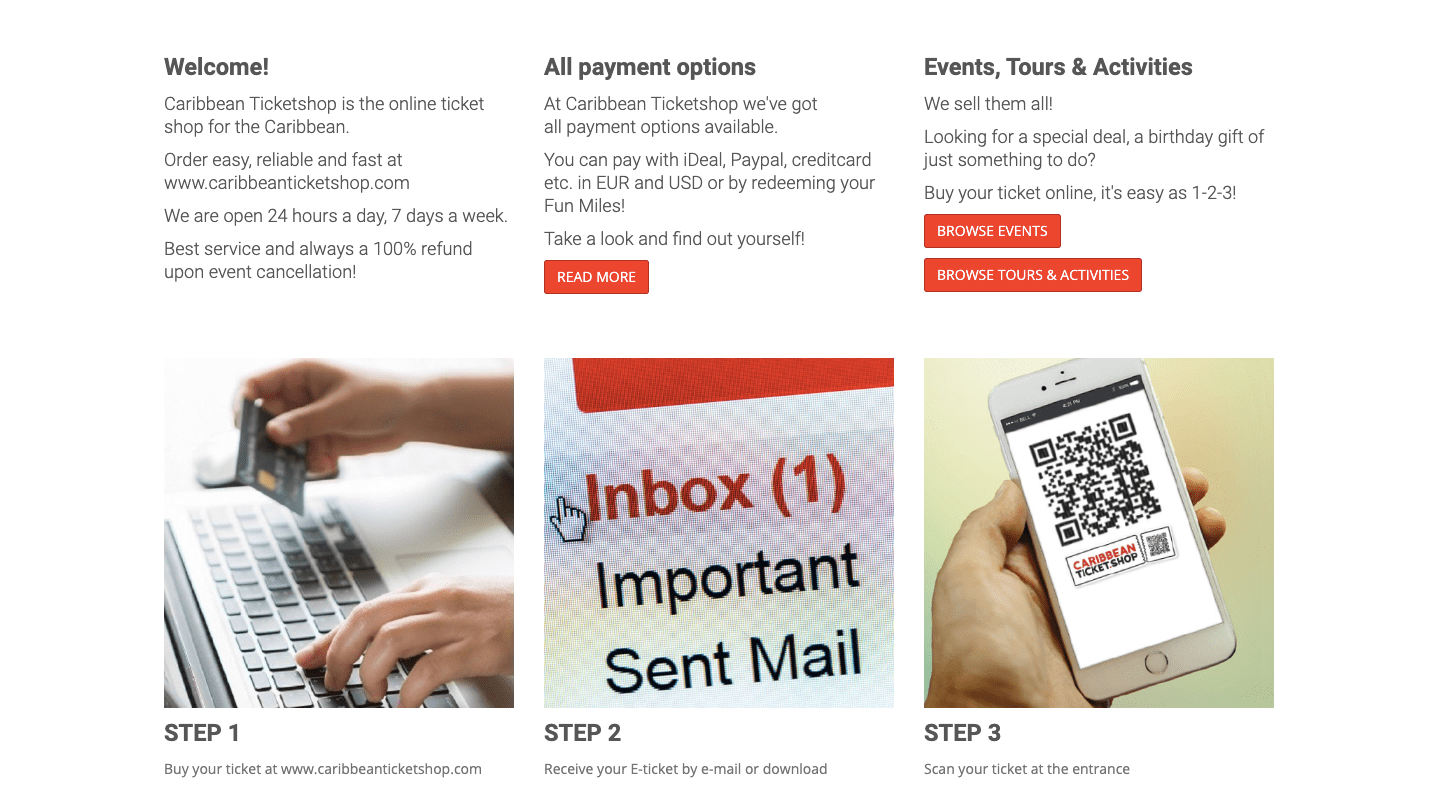 Welcome!
Caribbean Ticketshop is the online ticket
shop for the Caribbean.
Order easy, reliable and fast at
www.caribbeanticketshop.com
We are open 24 hours a day, 7 days a week.
Best service and always a 100% refund
upon event cancellation!
All payment options
At Caribbean Ticketshop we've got
all payment options available.
You can pay with iDeal, Paypal, creditcard
etc. in EUR and USD or by redeeming your
Fun Miles!
Take a look and find out yourself!
READ MORE
Events, Tours & Activities
We sell them all!
Looking for a special deal, a birthday gift of
just something to do?
Buy your ticket online, it's easy as 1-2-3!
BROWSE EVENTS
BROWSE TOURS & ACTIVITIES
STEP 1
Buy your ticket at www.caribbeanticketshop.com
Inbox (1)
Important
Sent Mail
STEP 2
Receive your E-ticket by e-mail or download
4:21 PM
CARIBBEAN
TICKET.SHOP
STEP 3
Scan your ticket at the entrance